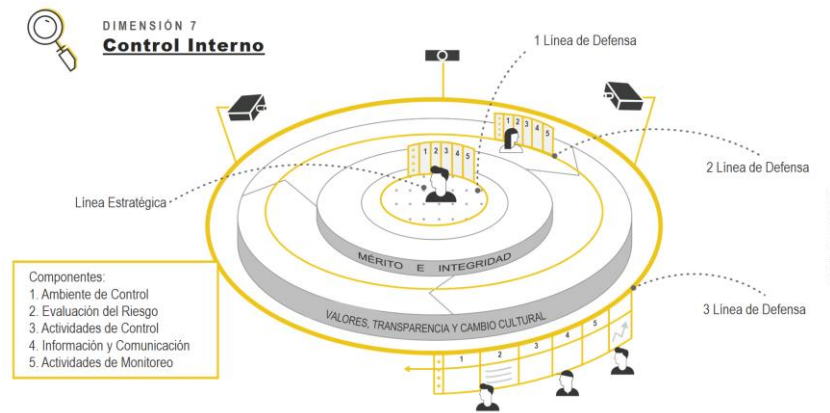 DIMENSIÓN 7
Control Interno
1 Línea de Defensa
1 2 3 4 5
1 2 3 4 5
2 Línea de Defensa
Línea Estratégica
MÉRITO E INTEGRIDAD
Componentes:
1. Ambiente de Control
2. Evaluación del Riesgo
3. Actividades de Control
4. Información y Comunicación
5. Actividades de Monitoreo
VALORES, TRANSPARENCIA Y CAMBIO CULTURAL
3 Línea de Defensa
1 2 3 4 5